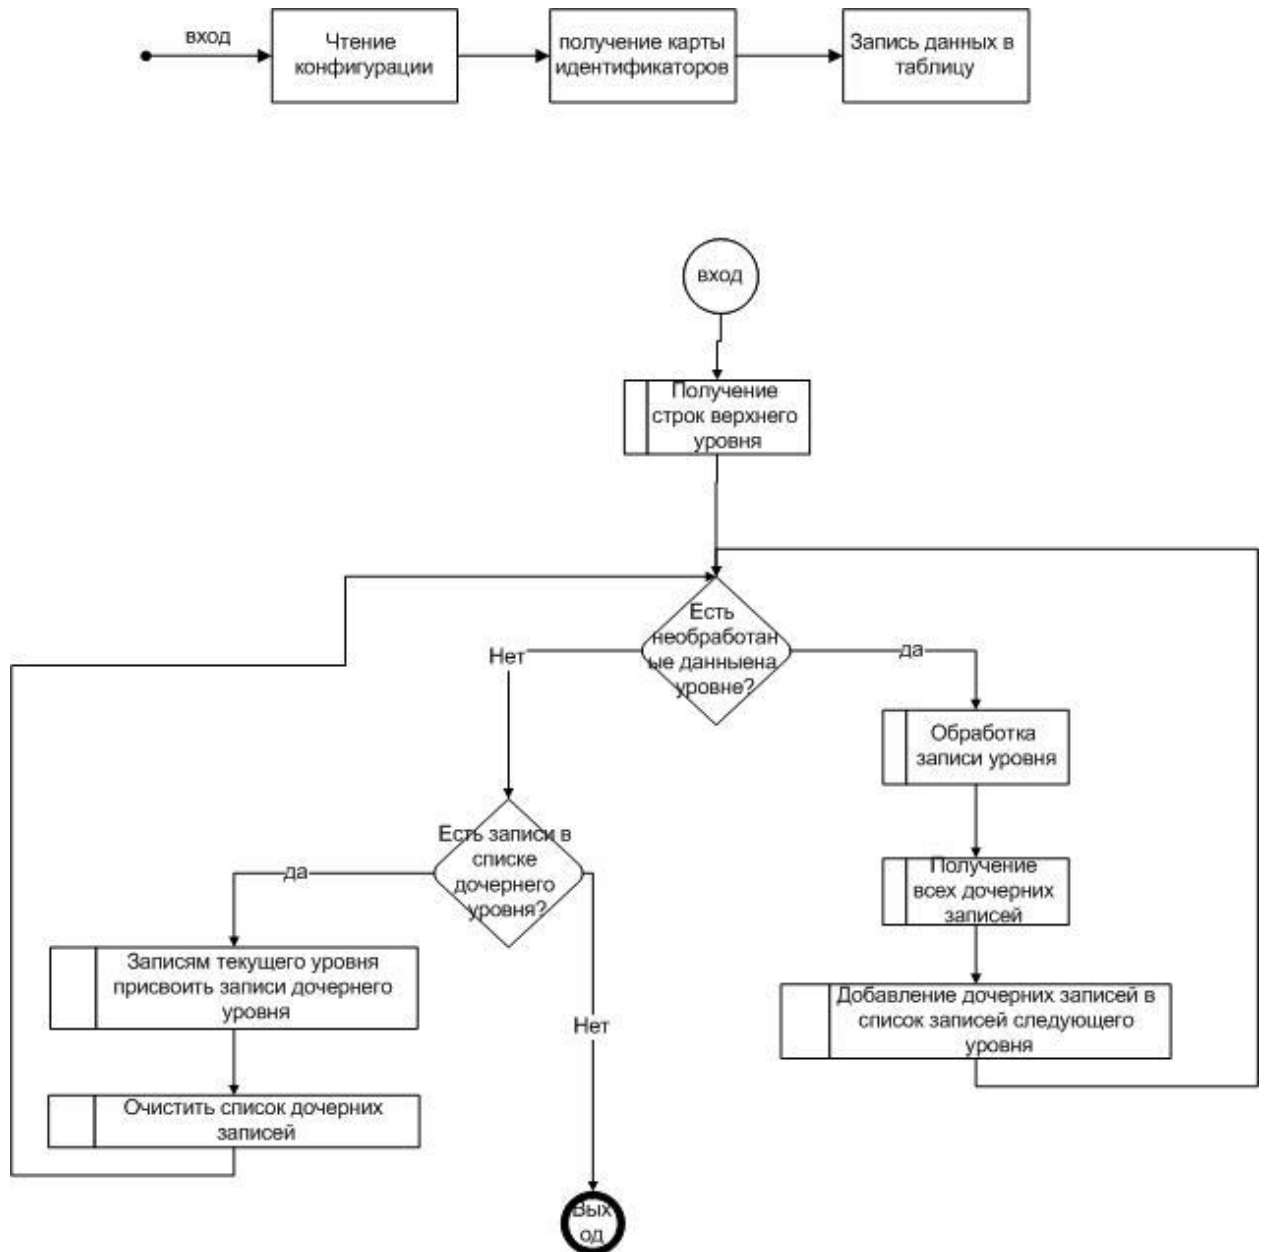 вход
Чтение
конфигурации
получение карты
идентификаторов
Запись данных в
таблицу
вход
Получение
строк верхнего
уровня
Есть
необработан
ые данныена
уровне?
Нет
да
Обработка
записи уровня
Есть записи в
списке
дочернего
уровня?
да
Получение
всех дочерних
записей
Записям текущего уровня
присвоить записи дочернего
уровня
Добавление дочерних записей в
список записей следующего
уровня
Нет
Очистить список дочерних
записей
Вых
од